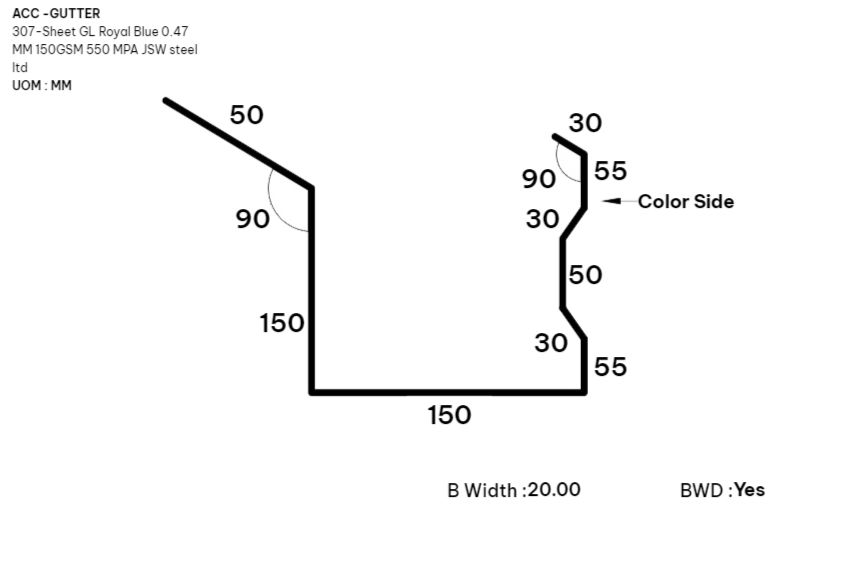 ACC -GUTTER
307-Sheet GL Royal Blue 0.47
MM 150GSM 550 MPA JSW steel
ltd
UOM : MM
50
30
55
90
Color Side
30
90
50
150
30
55
150
B Width :20.00
BWD :Yes